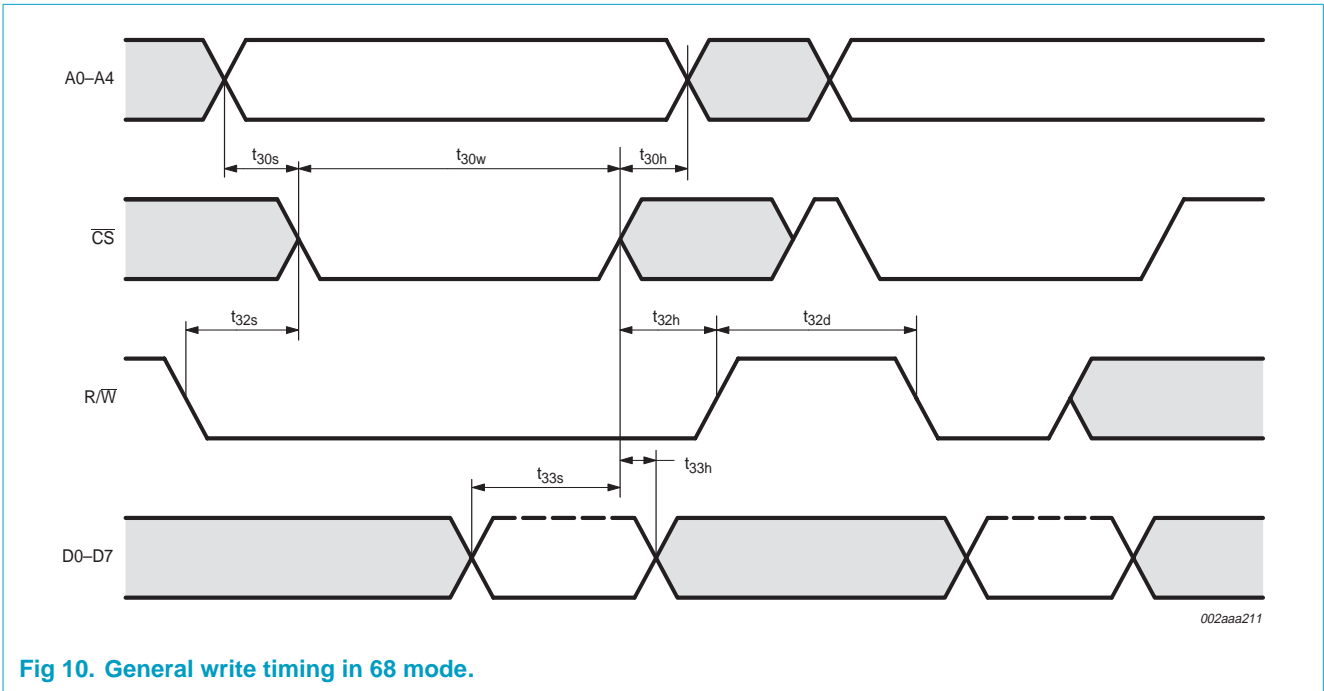 A0–A4
t30s t30w t30h
CS
t32s t32h t32d
R/W
t33s t33h
D0–D7
002aaa211
Fig 10. General write timing in 68 mode.